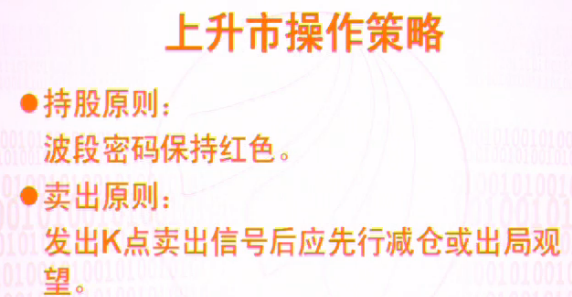 上升市操作策略
●持股原则：
波段密码保持红色。
●卖出原则：
发出K点卖出信号后应先行减仓或出局观
望。